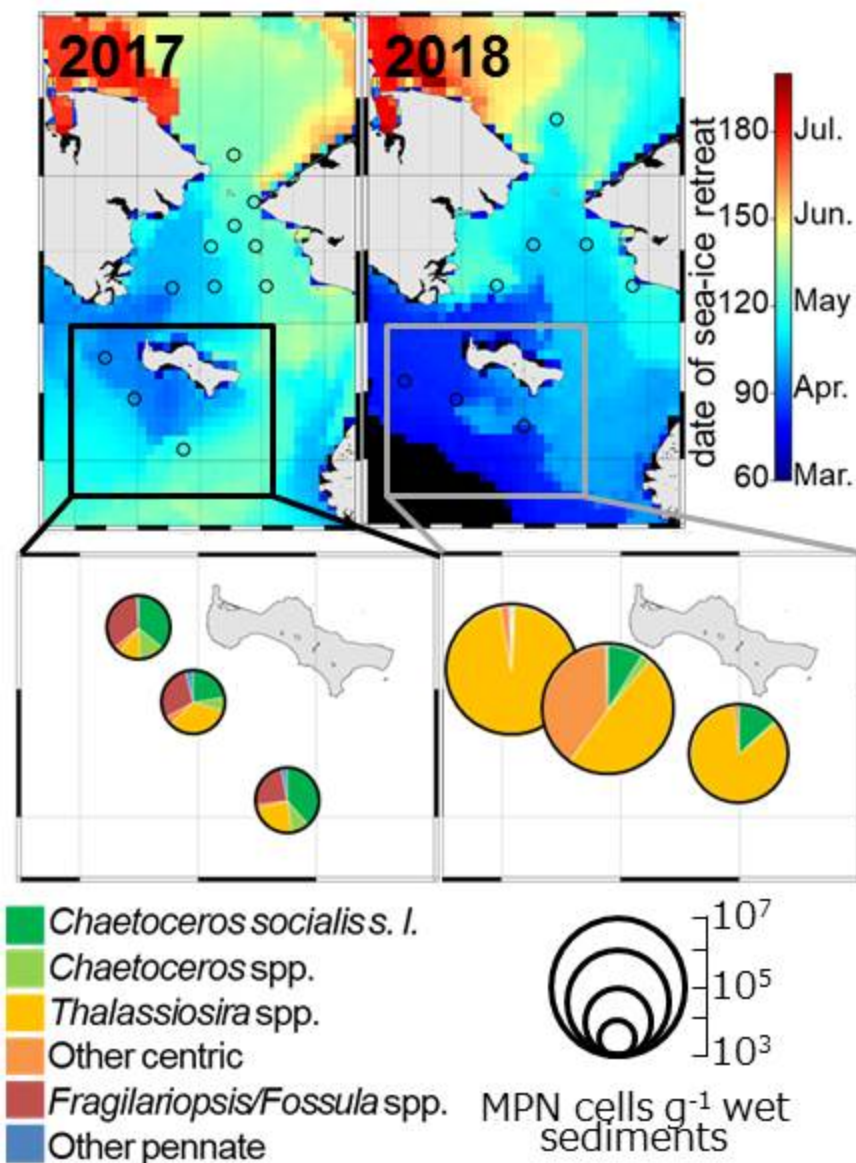 2017
2018
date of sea-ice retreat
180 Jul.
150 Jun.
120 May
90 Apr.
60 Mar.
Chaetoceros socialis s. l.
Chaetoceros spp.
Thalassiosira spp.
Other centric
Fragilariopsis/Fossula spp.
Other pennate
10⁷
10⁵
10³
MPN cells g⁻¹ wet
sediments